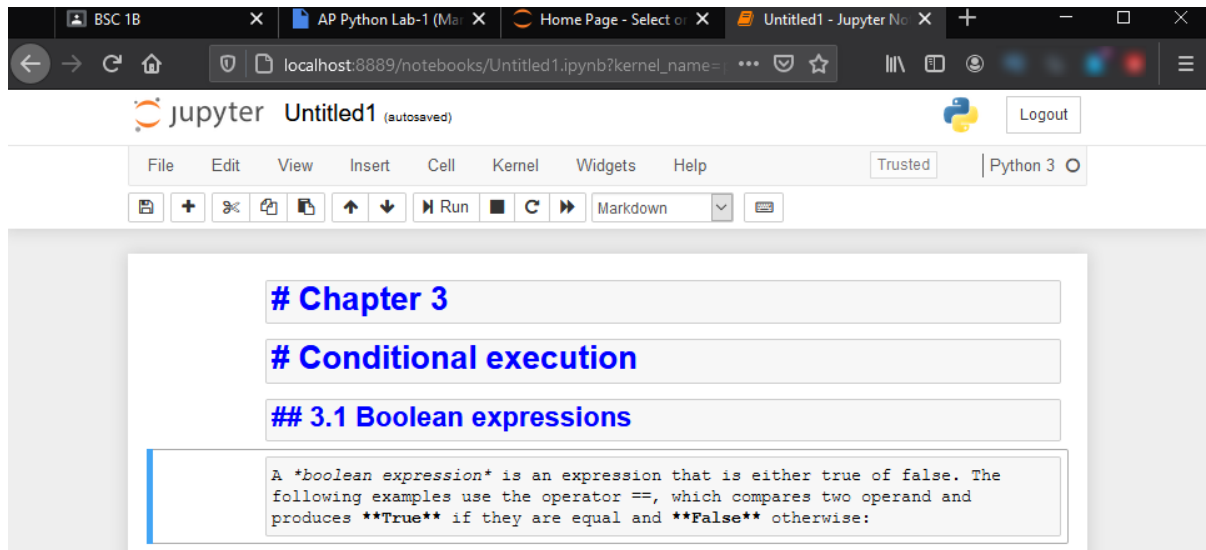 BSC 1B
AP Python Lab-1 (Mar
Home Page - Select or
Untitled1 - Jupyter No
localhost:8889/notebooks/Untitled1.ipynb?kernel_name=
jupyter Untitled1 (autosaved)
Logout
File Edit View Insert Cell Kernel Widgets Help
Trusted
Python 3
Run
Markdown
# Chapter 3
# Conditional execution
## 3.1 Boolean expressions
A *boolean expression* is an expression that is either true of false. The
following examples use the operator ==, which compares two operand and
produces **True** if they are equal and **False** otherwise: